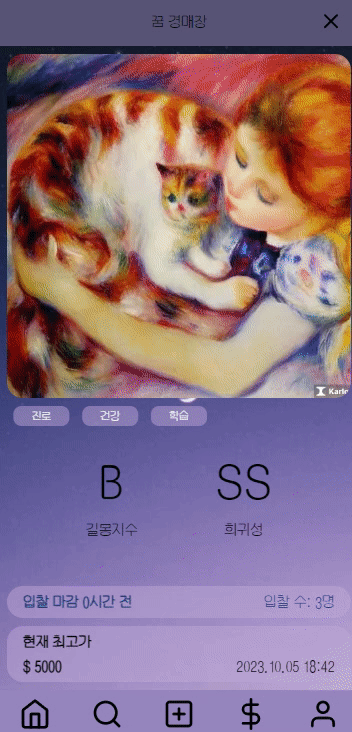 꿈 경매장
Karlo
진로 건강 학습
B SS
길몽지수 희귀성
입찰 마감 0시간 전 입찰 수: 3명
현재 최고가
$ 5000 2023.10.05 18:42